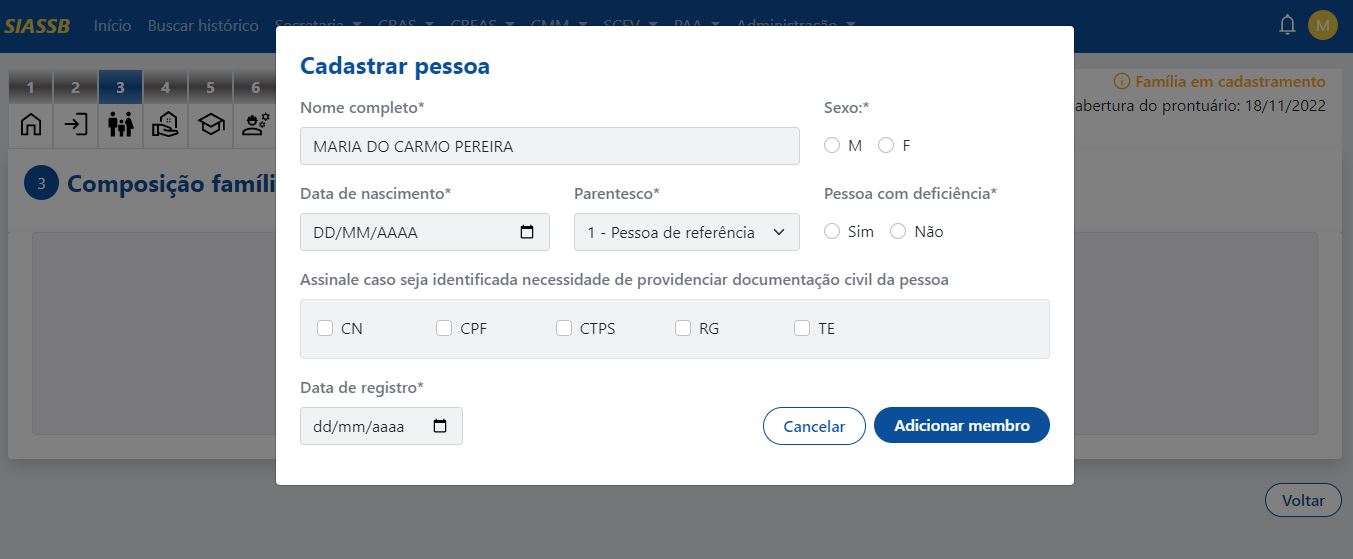 SIASSB Início Buscar histórico Secretaria CRAS CREAS CMM SCFV PAA Administração M
1 2 3 4 5 6
Família em cadastramento
abertura do prontuário: 18/11/2022
3 Composição famíli
Cadastrar pessoa
Nome completo* Sexo:*
MARIA DO CARMO PEREIRA M F
Data de nascimento* Parentesco* Pessoa com deficiência*
DD/MM/AAAA 1 - Pessoa de referência Sim Não
Assinale caso seja identificada necessidade de providenciar documentação civil da pessoa
CN CPF CTPS RG TE
Data de registro*
dd/mm/aaaa Cancelar Adicionar membro
Voltar